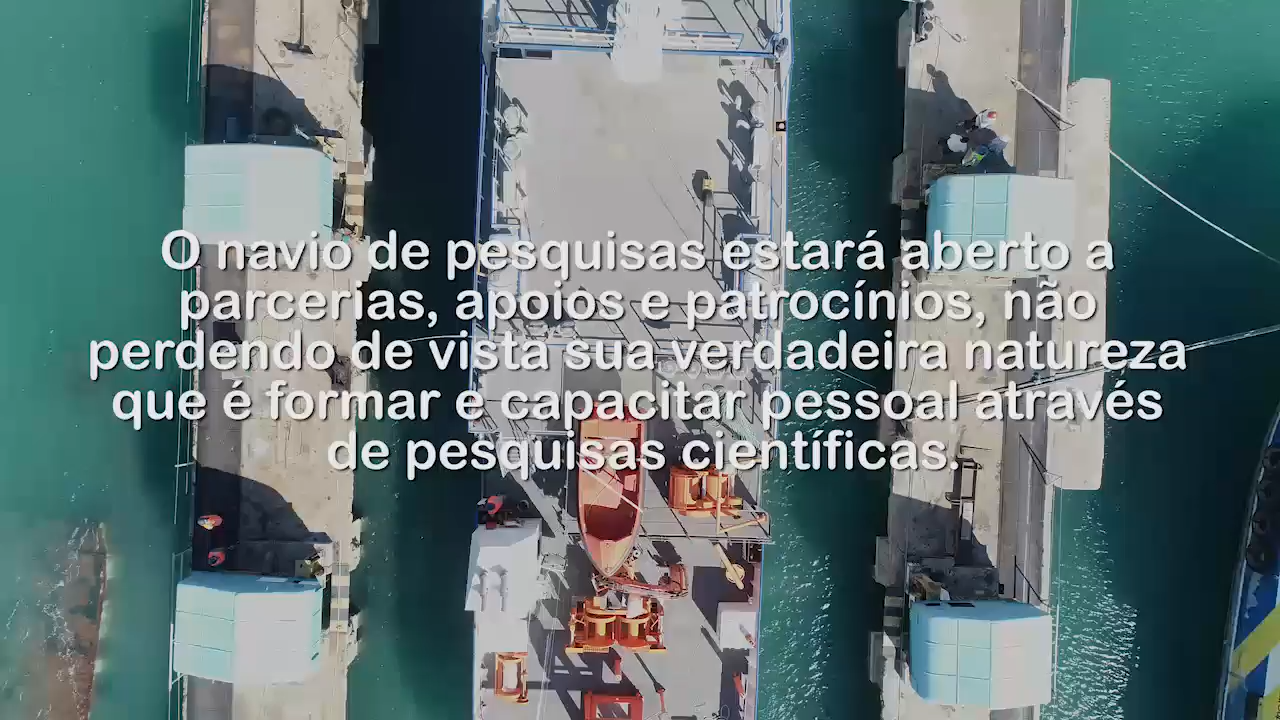 O navio de pesquisas estará aberto a
parcerias, apoios e patrocínios, não
perdendo de vista sua verdadeira natureza
que é formar e capacitar pessoal através
de pesquisas científicas.